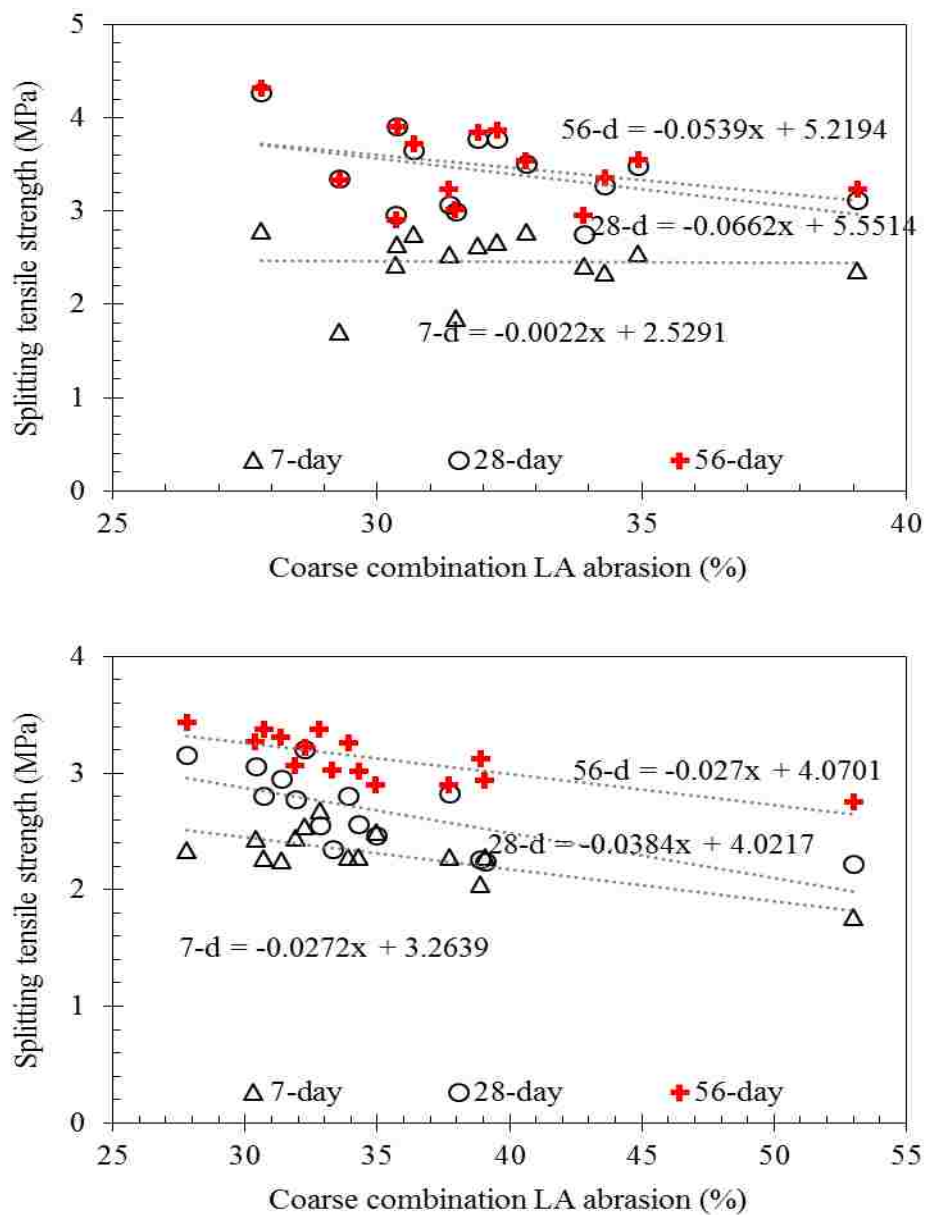 5
4
3
2
1
0
Splitting tensile strength (MPa)
56-d = -0.0539x + 5.2194
28-d = -0.0662x + 5.5514
7-d = -0.0022x + 2.5291
7-day 28-day 56-day
25 30 35 40
Coarse combination LA abrasion (%)
4
3
2
1
0
Splitting tensile strength (MPa)
56-d = -0.027x + 4.0701
28-d = -0.0384x + 4.0217
7-d = -0.0272x + 3.2639
7-day 28-day 56-day
25 30 35 40 45 50 55
Coarse combination LA abrasion (%)